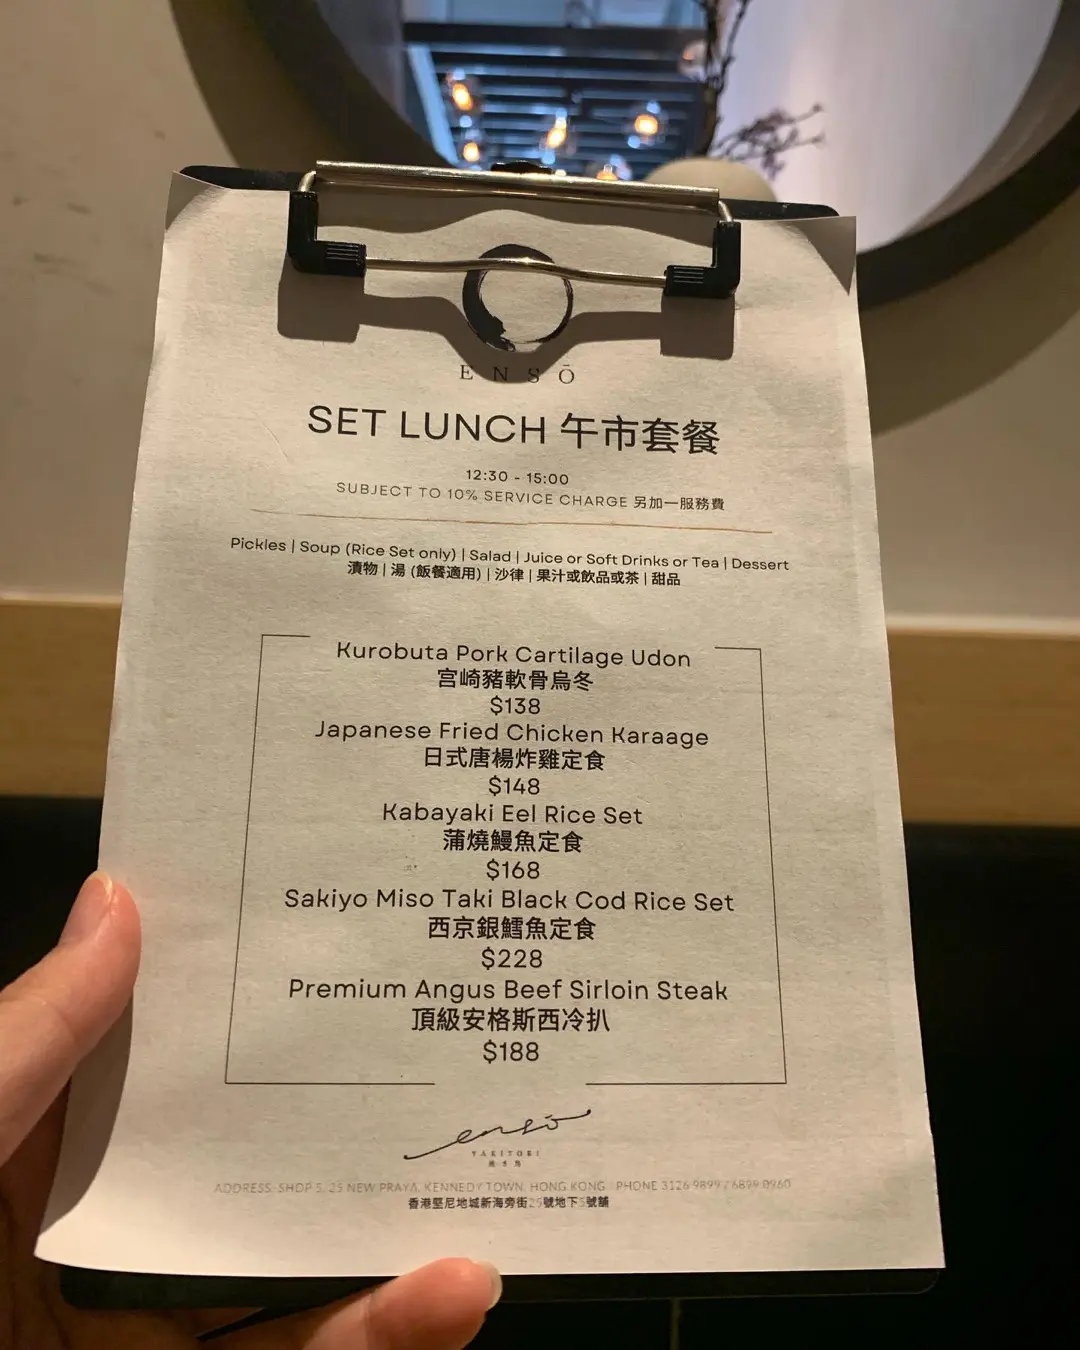 ENSŌ
SET LUNCH 午市套餐
12:30 - 15:00
SUBJECT TO 10% SERVICE CHARGE 另加一服務費
Pickles | Soup (Rice Set only) | Salad | Juice or Soft Drinks or Tea | Dessert
漬物 | 湯 (飯餐適用) | 沙律 | 果汁或飲品或茶 | 甜品
Kurobuta Pork Cartilage Udon
宮崎豬軟骨烏冬
$138
Japanese Fried Chicken Karaage
日式唐楊炸雞定食
$148
Kabayaki Eel Rice Set
蒲燒鰻魚定食
$168
Sakiyo Miso Taki Black Cod Rice Set
西京銀鱈魚定食
$228
Premium Angus Beef Sirloin Steak
頂級安格斯西冷扒
$188
ensō
YAKITORI
ADDRESS: SHOP 5, 25 NEW PRAYA, KENNEDY TOWN, HONG KONG PHONE 3126 9899 / 6899 0960
香港堅尼地城新海旁街25號地下5號舖